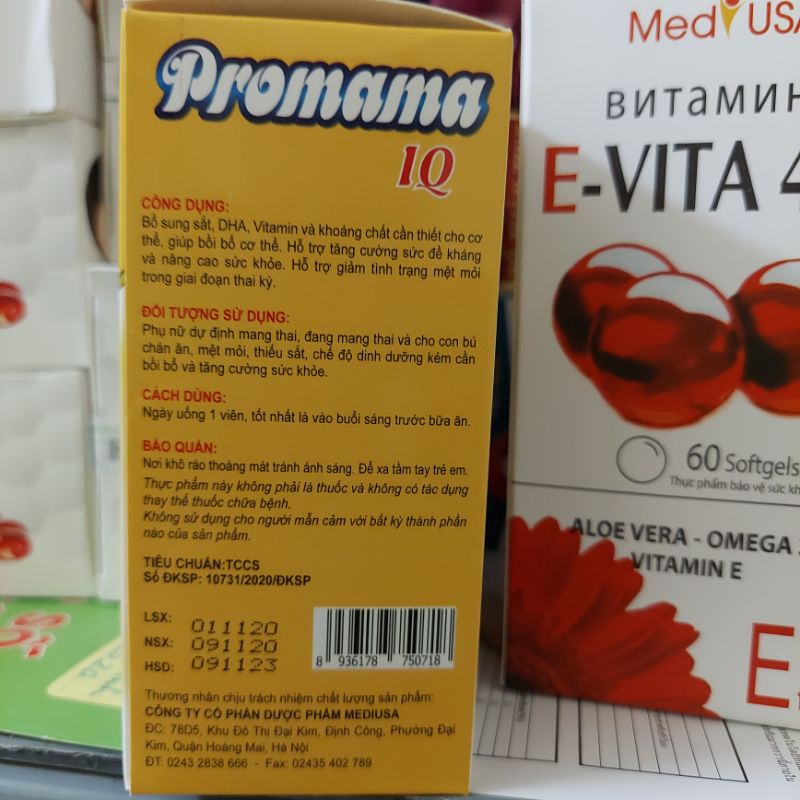 Promama
IQ
CÔNG DỤNG:
Bổ sung sắt, DHA, Vitamin và khoáng chất cần thiết cho cơ
thể, giúp bồi bổ cơ thể. Hỗ trợ tăng cường sức đề kháng
và nâng cao sức khỏe. Hỗ trợ giảm tình trạng mệt mỏi
trong giai đoạn thai kỳ.
ĐỐI TƯỢNG SỬ DỤNG:
Phụ nữ dự định mang thai, đang mang thai và cho con bú
chán ăn, mệt mỏi, thiếu sắt, chế độ dinh dưỡng kém cần
bồi bổ và tăng cường sức khỏe.
CÁCH DÙNG:
Ngày uống 1 viên, tốt nhất là vào buổi sáng trước bữa ăn.
BẢO QUẢN:
Nơi khô ráo thoáng mát tránh ánh sáng. Để xa tầm tay trẻ em.
Thực phẩm này không phải là thuốc và không có tác dụng
thay thế thuốc chữa bệnh.
Không sử dụng cho người mẫn cảm với bất kỳ thành phần
nào của sản phẩm.
TIÊU CHUẨN:TCCS
Số ĐKSP: 10731/2020/ĐKSP
LSX: 011120
NSX: 091120
HSD: 091123
8 936178 750718
Thương nhân chịu trách nhiệm chất lượng sản phẩm:
CÔNG TY CỔ PHẦN DƯỢC PHẨM MEDIUSA
ĐC: 78D5, Khu Đô Thị Đại Kim, Định Công, Phường Đại
Kim, Quận Hoàng Mai, Hà Nội
ĐT: 0243 2838 666 - Fax: 02435 402 789
Med USA
ВИТАМИН
E-VITA 4
60 Softgels
Thực phẩm bảo vệ sức kh
ALOE VERA - OMEGA
VITAMIN E
E